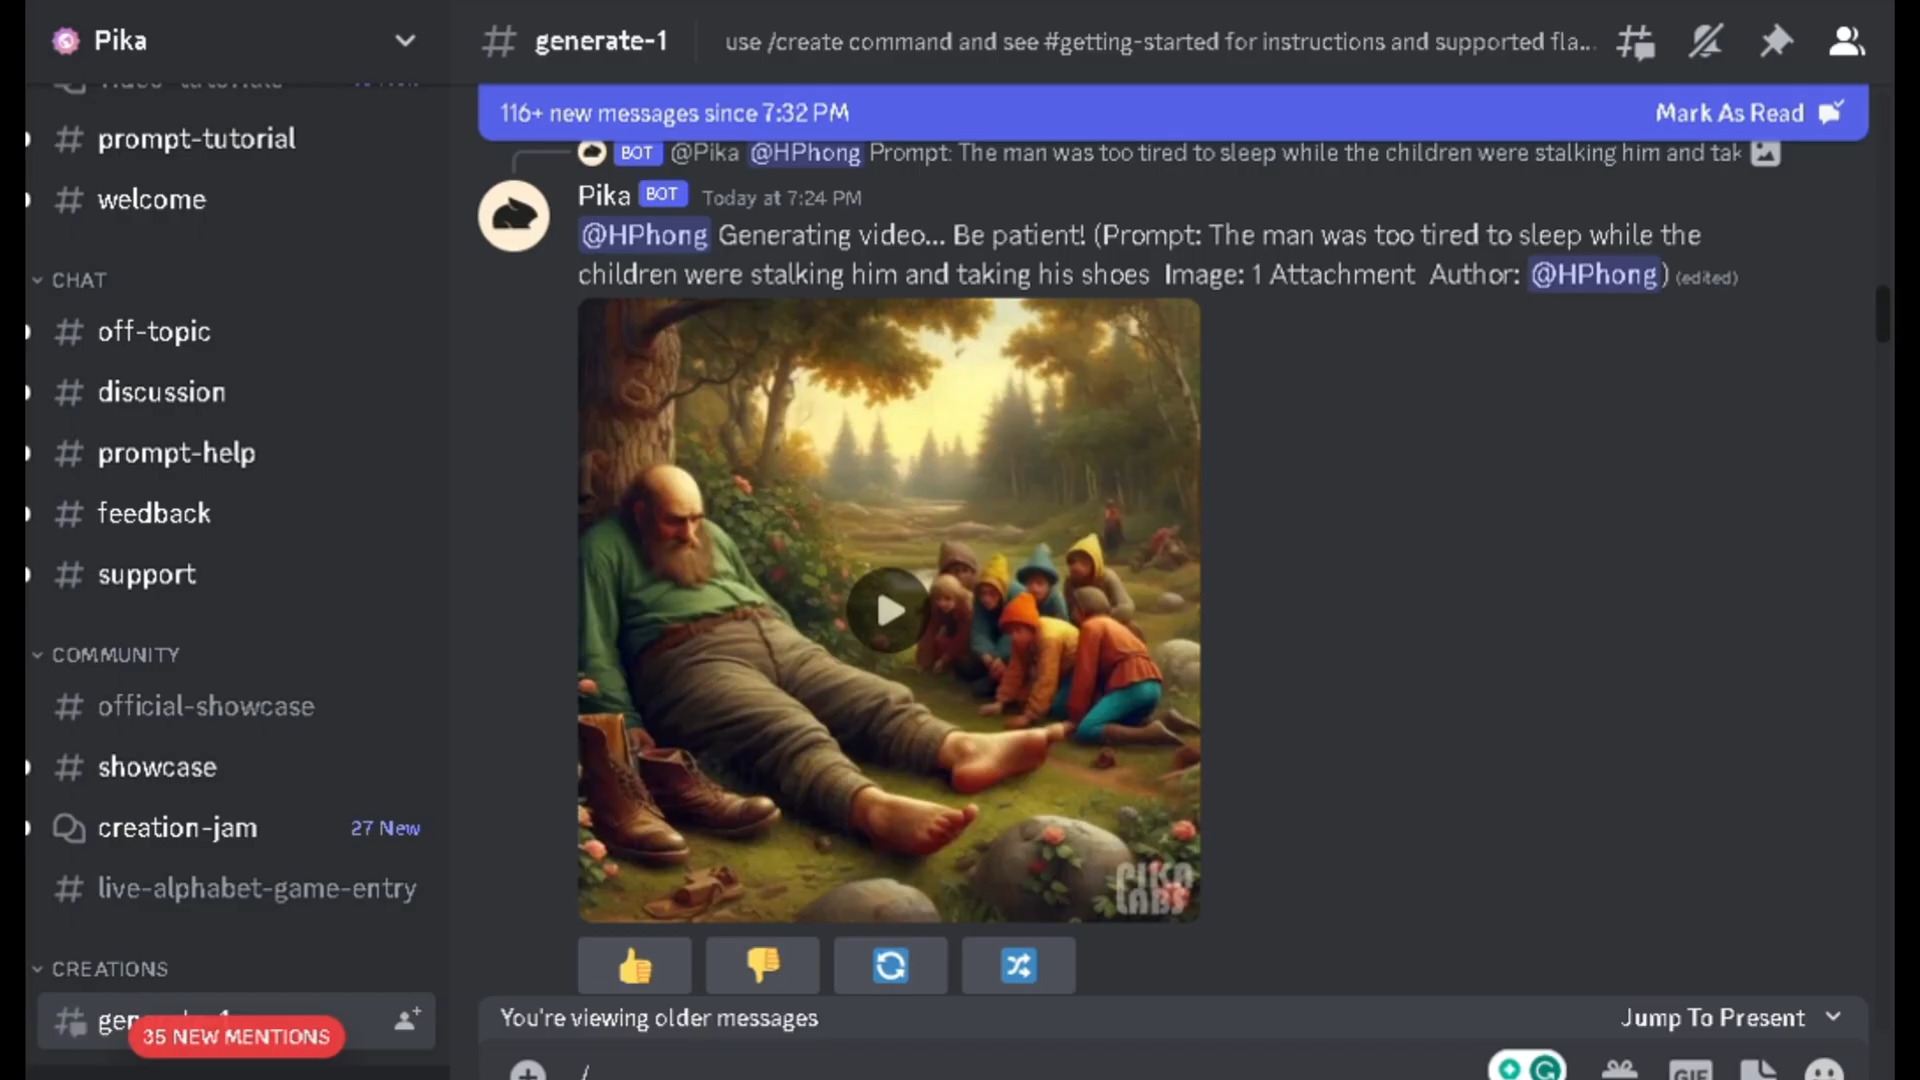 Pika
prompt-tutorial
welcome
CHAT
off-topic
discussion
prompt-help
feedback
support
COMMUNITY
official-showcase
showcase
creation-jam 27 New
live-alphabet-game-entry
CREATIONS
35 NEW MENTIONS
# generate-1 use /create command and see #getting-started for instructions and supported fla...
116+ new messages since 7:32 PM Mark As Read
BOT @Pika @HPhong Prompt: The man was too tired to sleep while the children were stalking him and tak
Pika BOT Today at 7:24 PM
@HPhong Generating video... Be patient! (Prompt: The man was too tired to sleep while the
children were stalking him and taking his shoes Image: 1 Attachment Author: @HPhong) (edited)
PIKA
LABS
You're viewing older messages Jump To Present
/
GIF